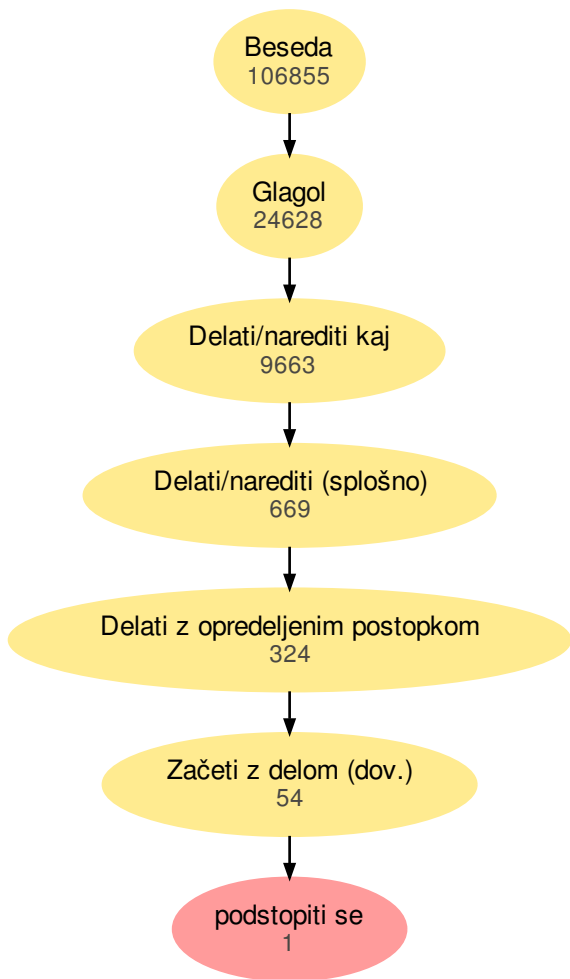 Beseda
106855
Glagol
24628
Delati/narediti kaj
9663
Delati/narediti (splošno)
669
Delati z opredeljenim postopkom
324
Začeti z delom (dov.)
54
podstopiti se
1